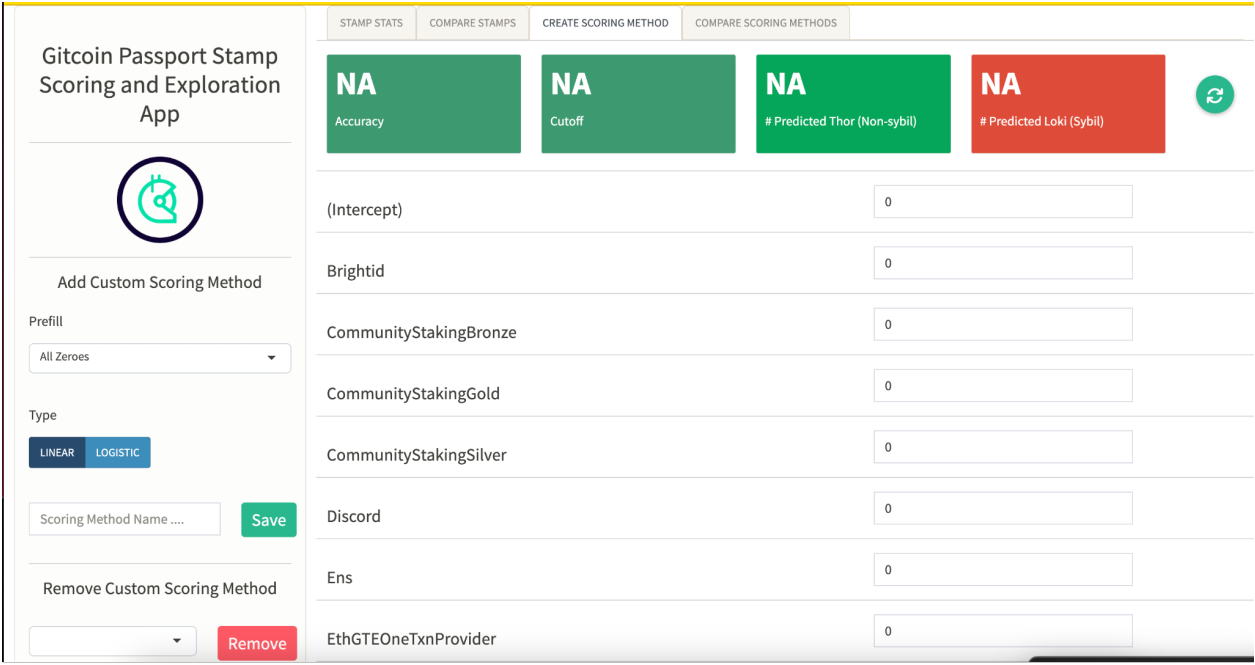 Gitcoin Passport Stamp
Scoring and Exploration
App
Add Custom Scoring Method
Prefill
All Zeroes
Type
LINEAR LOGISTIC
Scoring Method Name .... Save
Remove Custom Scoring Method
Remove
STAMP STATS COMPARE STAMPS CREATE SCORING METHOD COMPARE SCORING METHODS
NA NA NA NA
Accuracy Cutoff # Predicted Thor (Non-sybil) # Predicted Loki (Sybil)
(Intercept) 0
Brightid 0
CommunityStakingBronze 0
CommunityStakingGold 0
CommunityStakingSilver 0
Discord 0
Ens 0
EthGTEOneTxnProvider 0